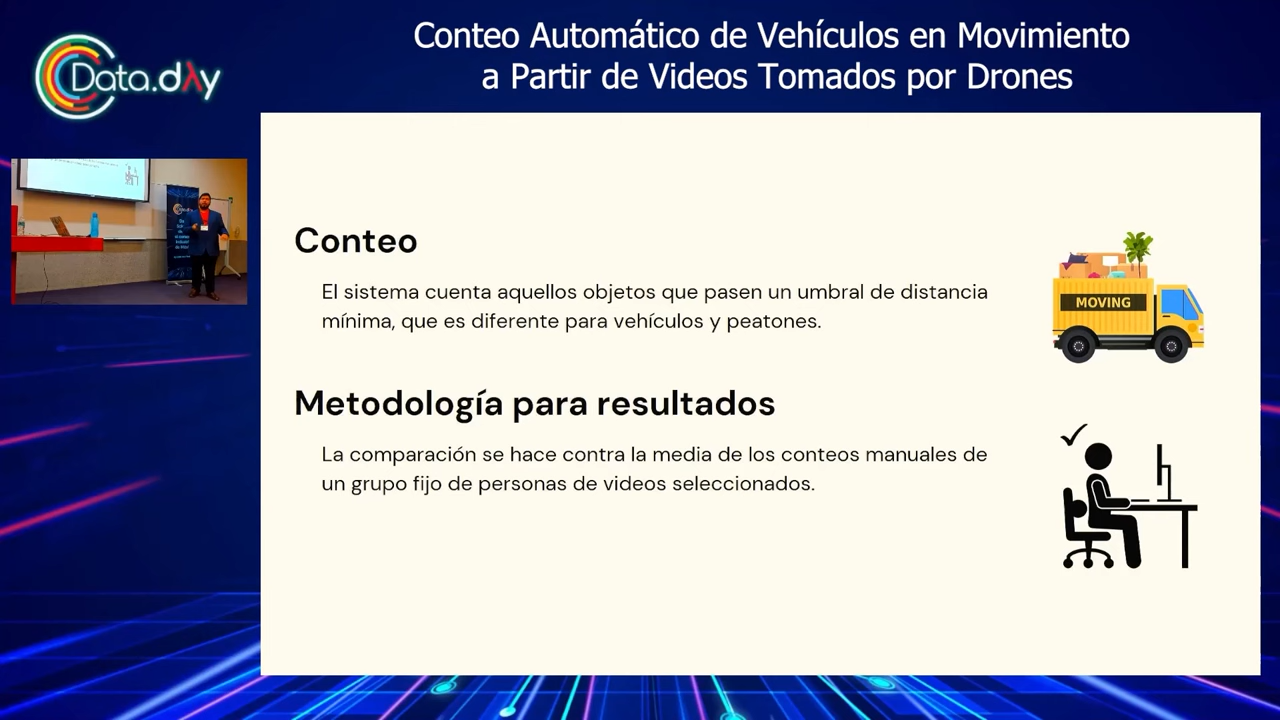 Conteo Automático de Vehículos en Movimiento
a Partir de Videos Tomados por Drones
Data.dλy
Conteo
El sistema cuenta aquellos objetos que pasen un umbral de distancia
mínima, que es diferente para vehículos y peatones.
MOVING
Metodología para resultados
La comparación se hace contra la media de los conteos manuales de
un grupo fijo de personas de videos seleccionados.